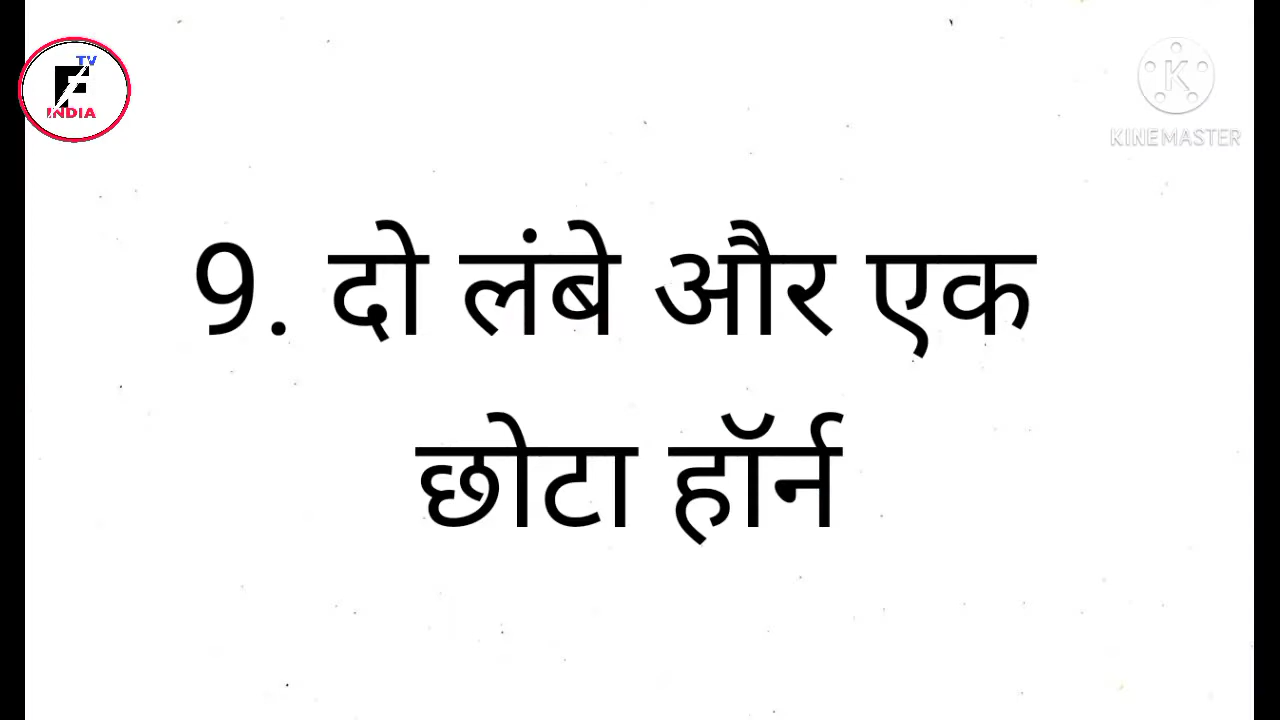 TV
F
INDIA
K
KINEMASTER
9. दो लंबे और एक
छोटा हॉर्न